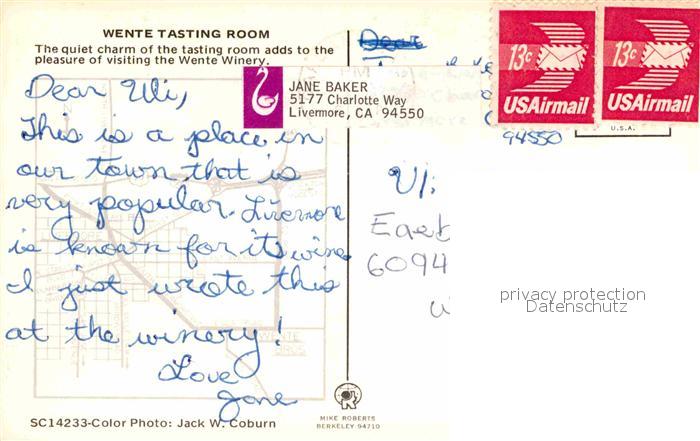 WENTE TASTING ROOM
The quiet charm of the tasting room adds to the
pleasure of visiting the Wente Winery.
JANE BAKER
5177 Charlotte Way
Livermore, CA 94550
Dear Uli,
This is a place in
our town that is
very popular. Livermore
is known for its wine
I just wrote this
at the winery!
Love
Jane
SC14233-Color Photo: Jack W. Coburn
MIKE ROBERTS
BERKELEY 94710
Dear
13c
USAirmail
13c
USAirmail
U.S.A.
94550
6094
privacy protection
Datenschutz